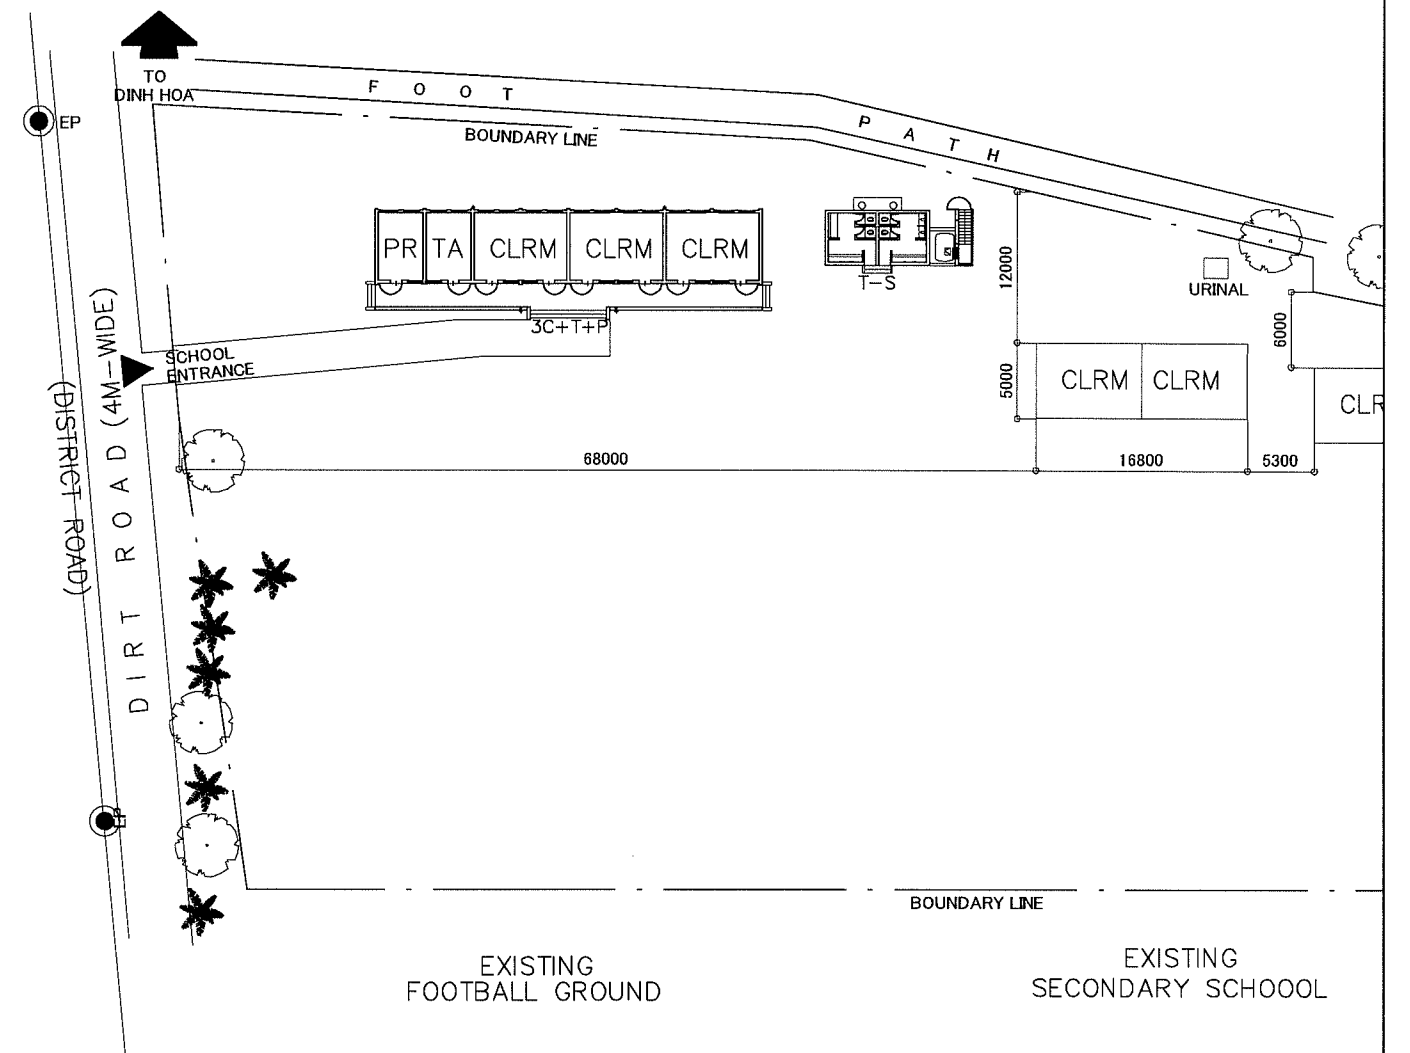 TO
DINH HOA
EP
F O O T
P A T H
BOUNDARY LINE
PR
TA
CLRM
CLRM
CLRM
3C+T+P
T-S
URINAL
12000
6000
5000
CLRM
CLRM
CLR
SCHOOL
ENTRANCE
DIRT ROAD (4M-WIDE)
(DISTRICT ROAD)
68000
16800
5300
EP
BOUNDARY LINE
EXISTING
FOOTBALL GROUND
EXISTING
SECONDARY SCHOOOL